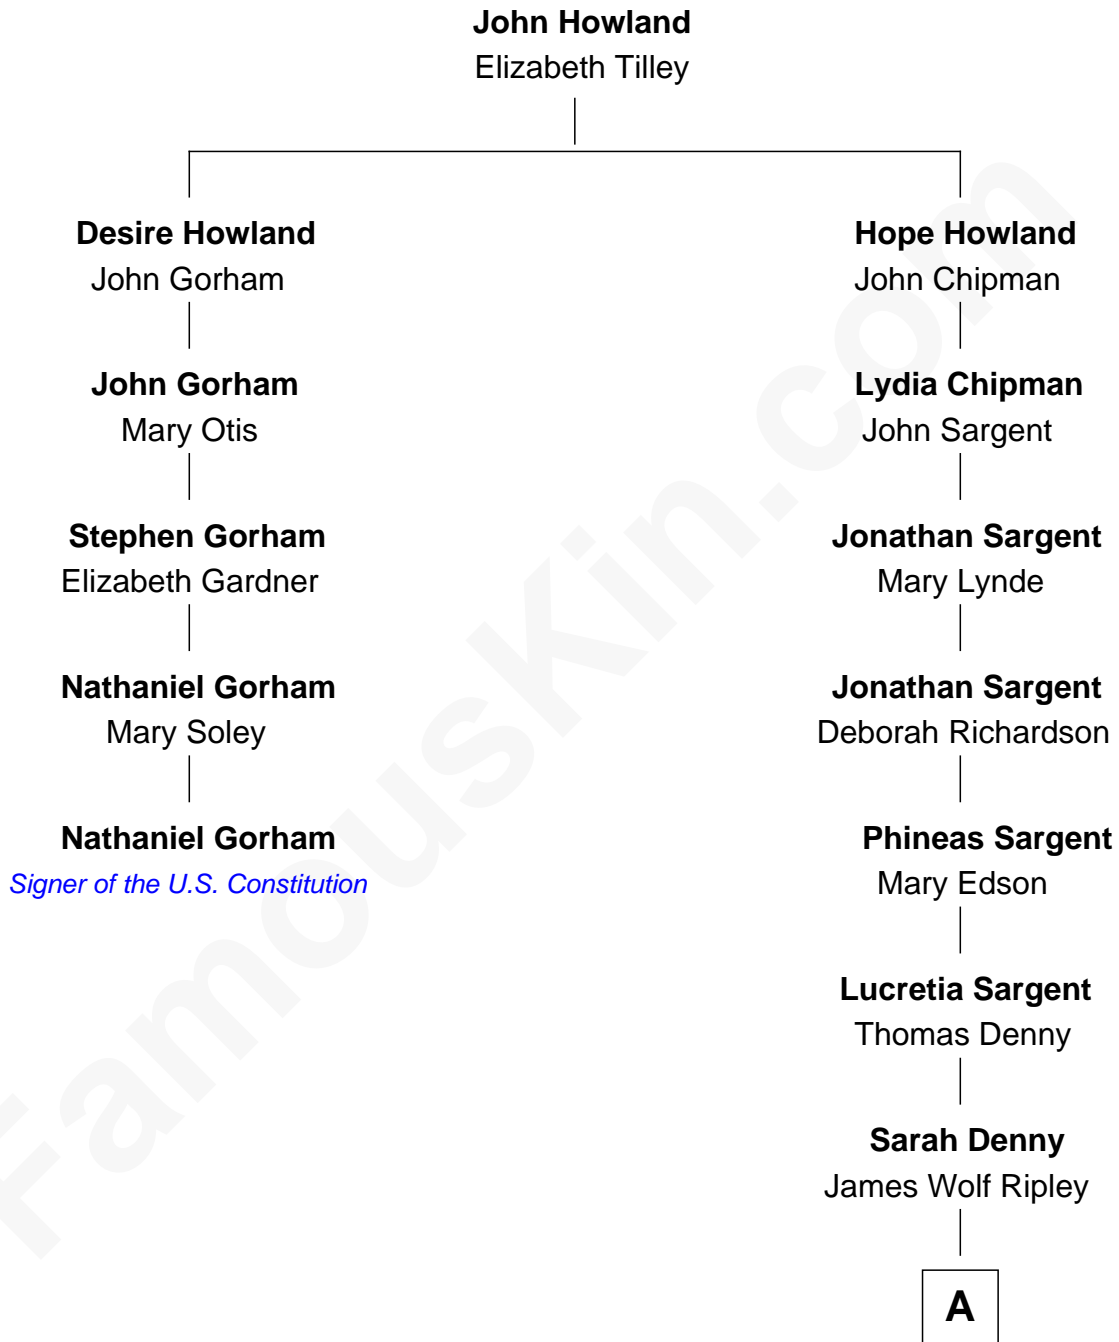 John Howland
Elizabeth Tilley
Desire Howland
John Gorham
Hope Howland
John Chipman
John Gorham
Mary Otis
Lydia Chipman
John Sargent
Stephen Gorham
Elizabeth Gardner
Jonathan Sargent
Mary Lynde
Nathaniel Gorham
Mary Soley
Jonathan Sargent
Deborah Richardson
Nathaniel Gorham
Signer of the U.S. Constitution
Phineas Sargent
Mary Edson
Lucretia Sargent
Thomas Denny
Sarah Denny
James Wolf Ripley
A
FamousKin.com